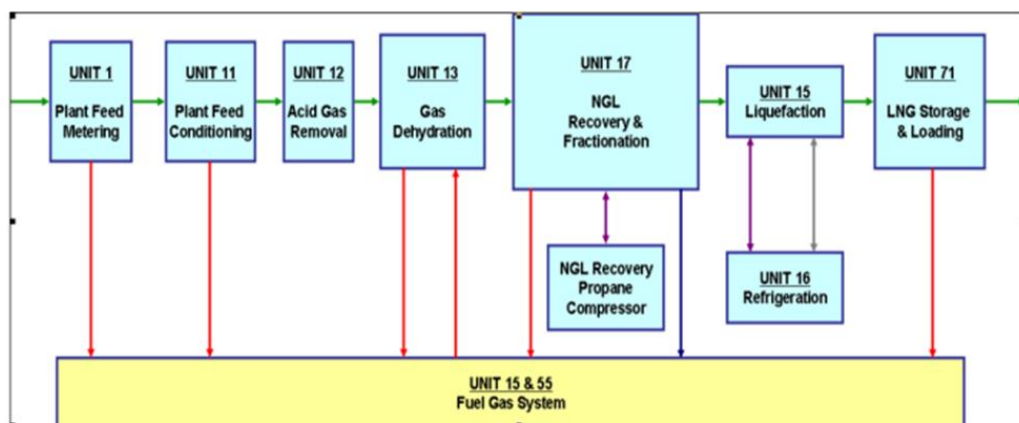 UNIT 1
Plant Feed
Metering
UNIT 11
Plant Feed
Conditioning
UNIT 12
Acid Gas
Removal
UNIT 13
Gas
Dehydration
UNIT 17
NGL
Recovery &
Fractionation
UNIT 15
Liquefaction
UNIT 71
LNG Storage
& Loading
NGL Recovery
Propane
Compressor
UNIT 16
Refrigeration
UNIT 15 & 55
Fuel Gas System